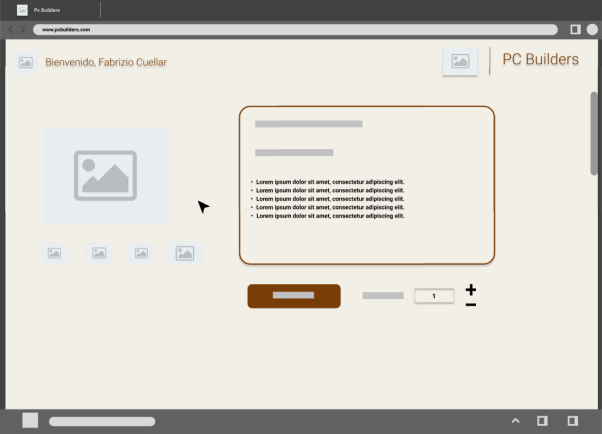 Pc Builders
www.pcbuilders.com
Bienvenido, Fabrizio Cuellar
PC Builders
• Lorem ipsum dolor sit amet, consectetur adipiscing elit.
• Lorem ipsum dolor sit amet, consectetur adipiscing elit.
• Lorem ipsum dolor sit amet, consectetur adipiscing elit.
• Lorem ipsum dolor sit amet, consectetur adipiscing elit.
• Lorem ipsum dolor sit amet, consectetur adipiscing elit.
1